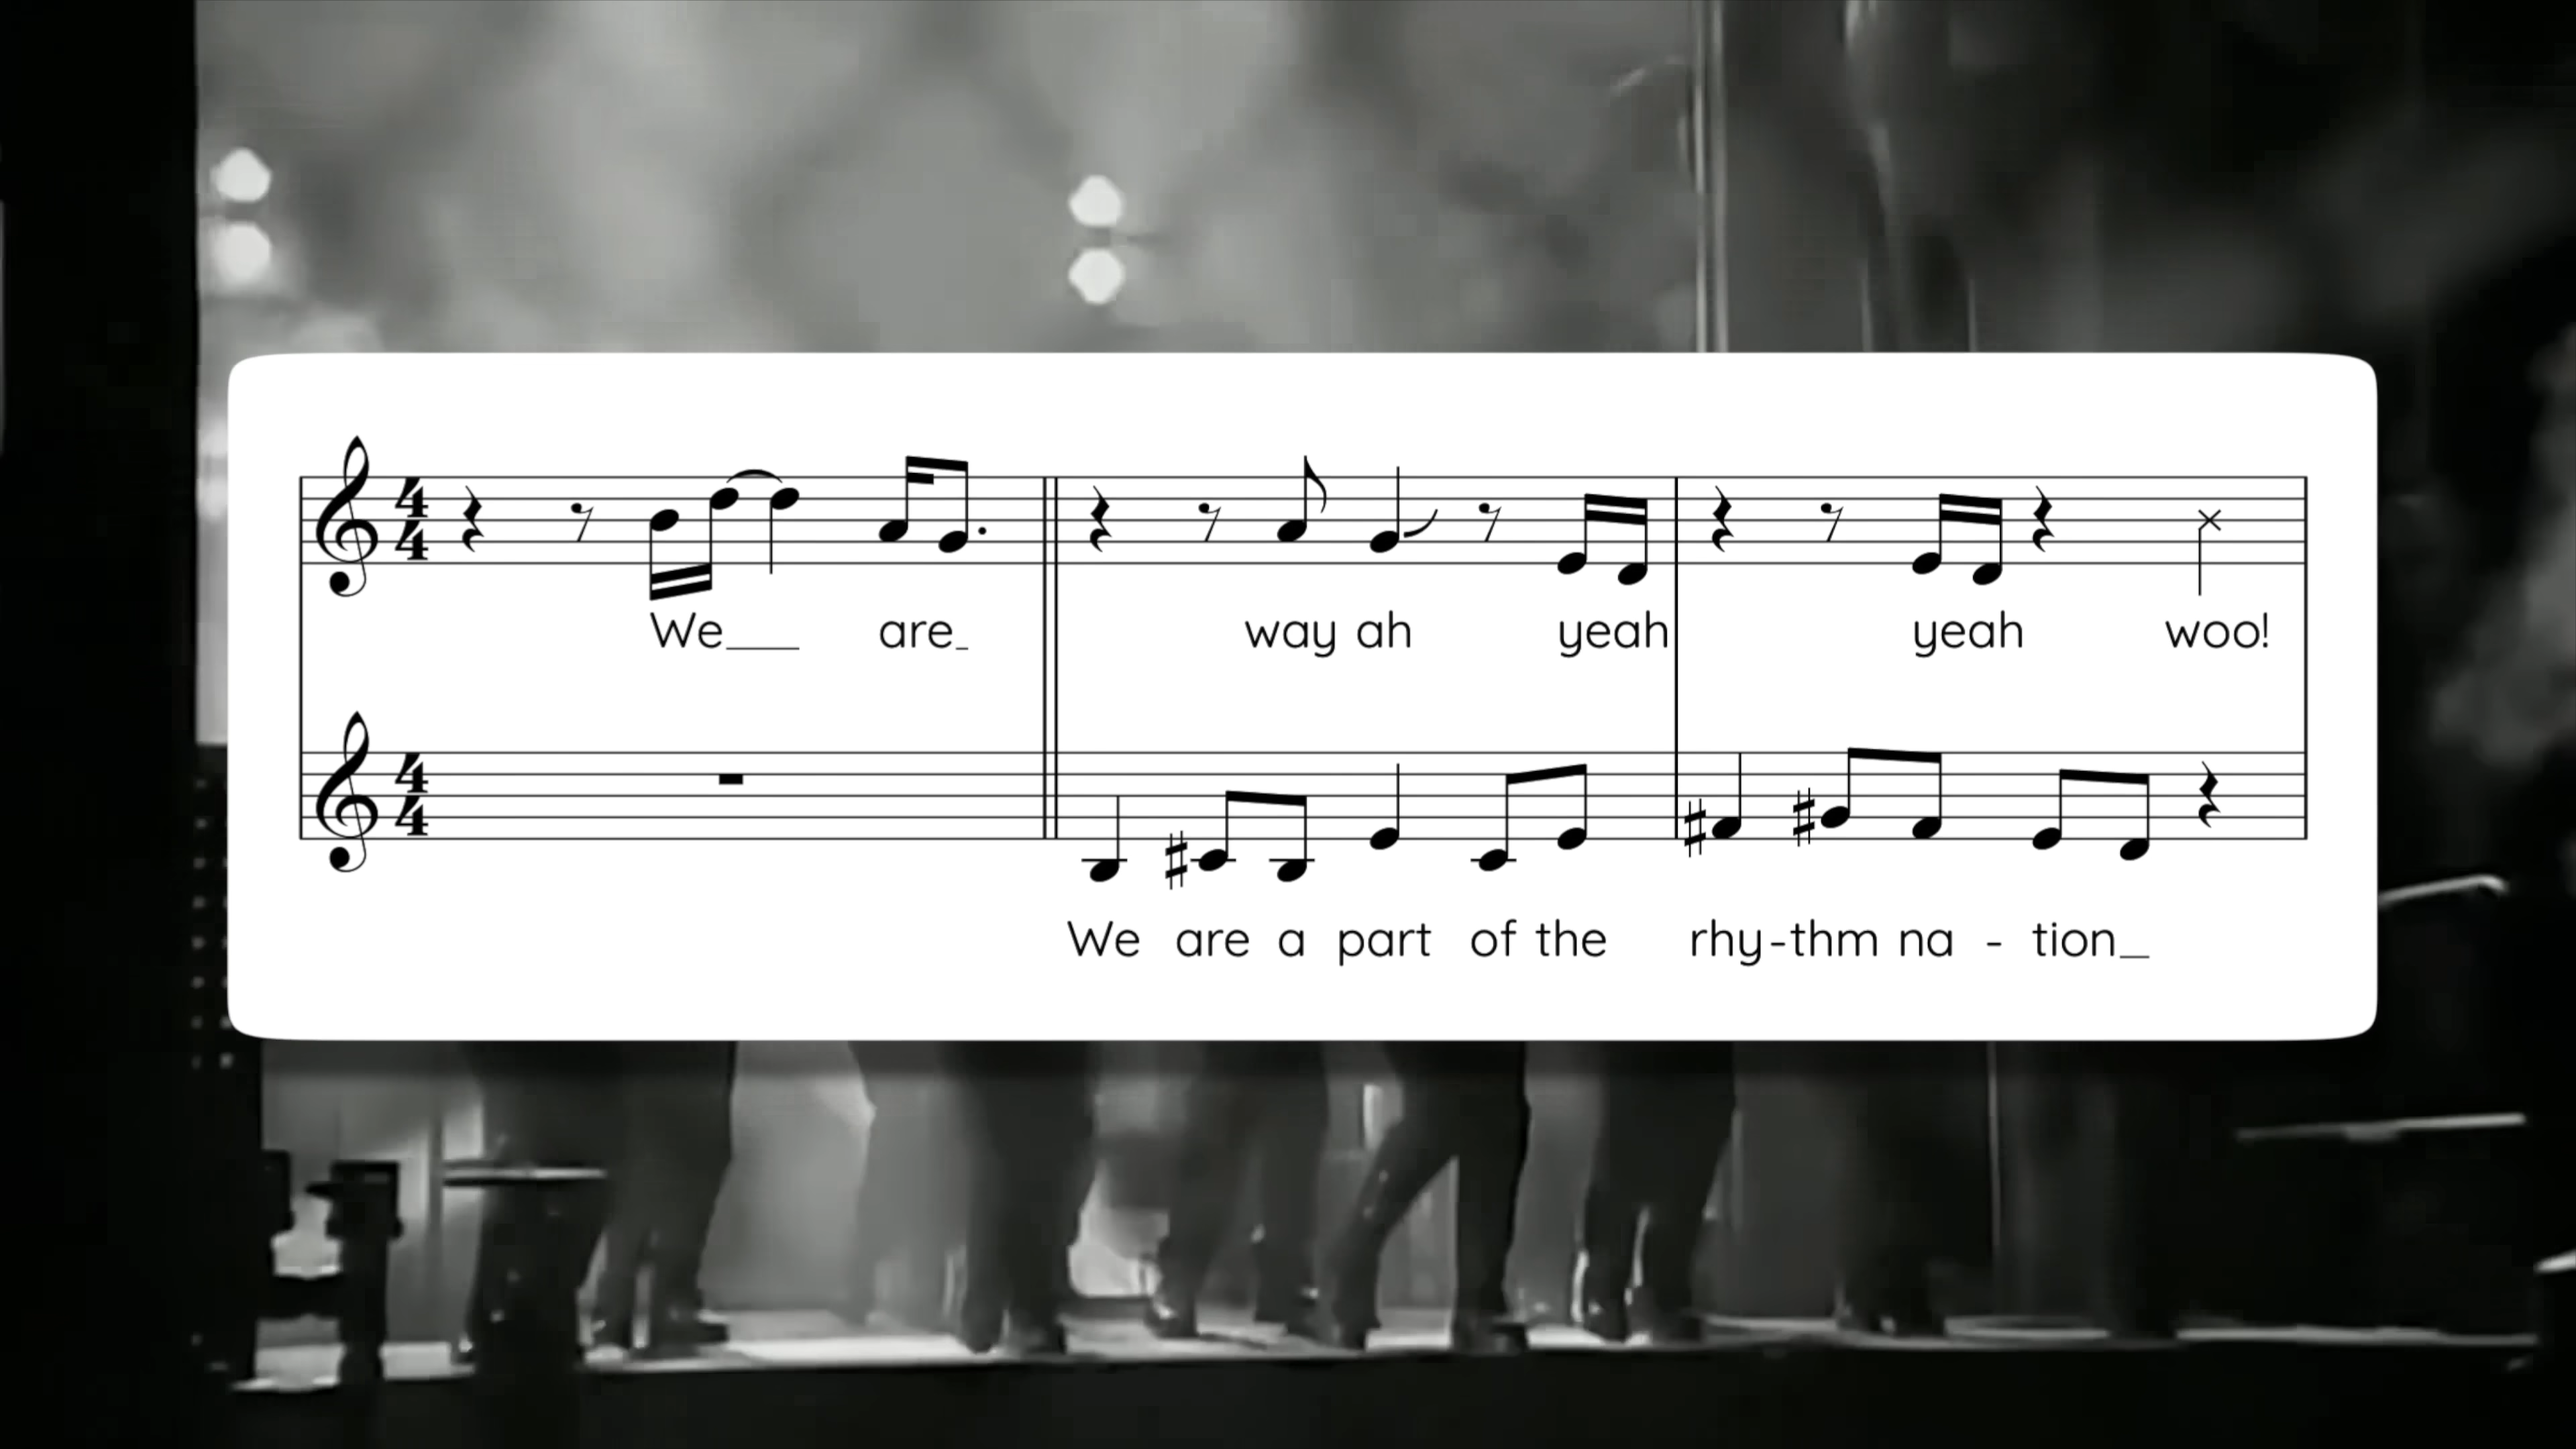 We___ are_ way ah yeah yeah woo!
We are a part of the rhy-thm na - tion_